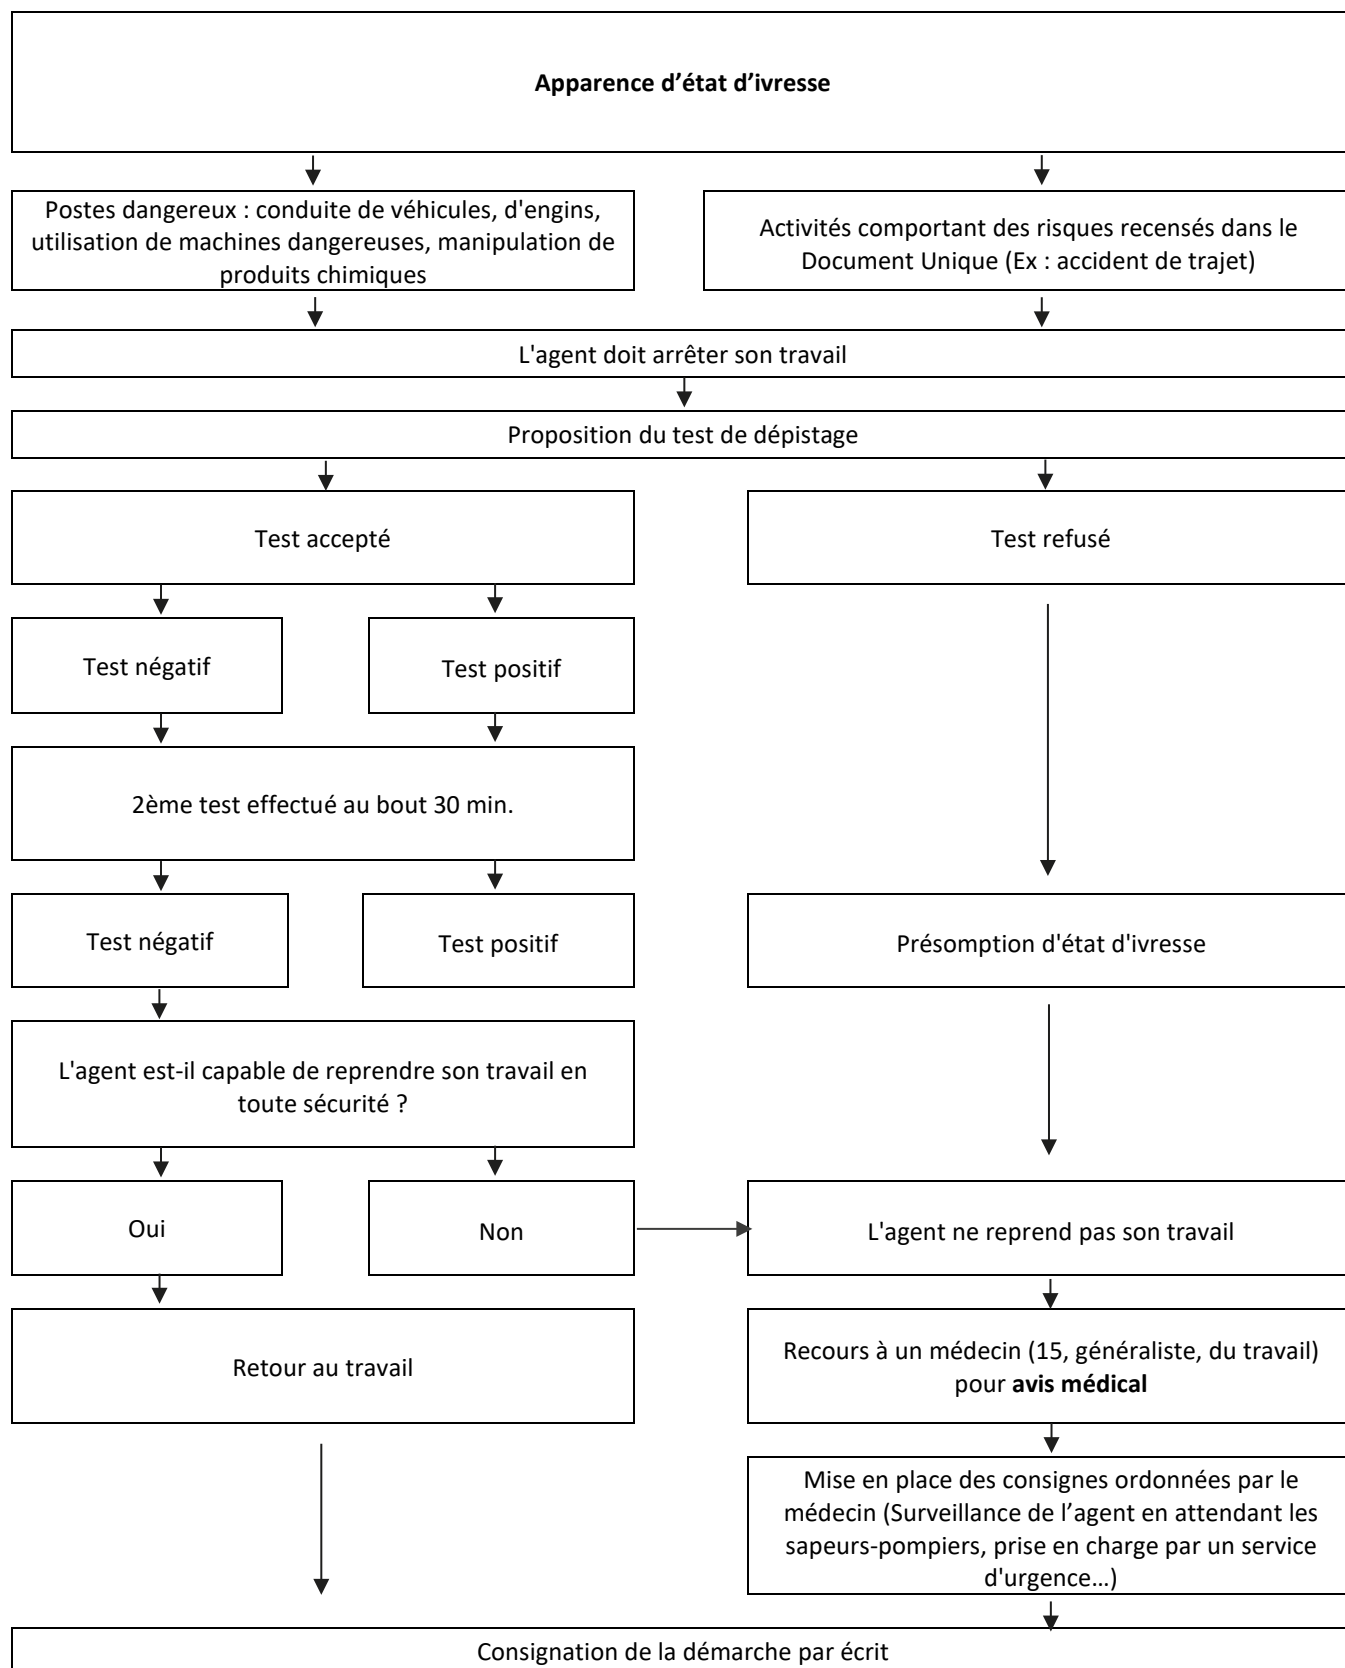 Apparence d’état d’ivresse
Postes dangereux : conduite de véhicules, d'engins,
utilisation de machines dangereuses, manipulation de
produits chimiques
Activités comportant des risques recensés dans le
Document Unique (Ex : accident de trajet)
L'agent doit arrêter son travail
Proposition du test de dépistage
Test accepté
Test refusé
Test négatif
Test positif
2ème test effectué au bout 30 min.
Test négatif
Test positif
Présomption d'état d'ivresse
L'agent est-il capable de reprendre son travail en
toute sécurité ?
Oui
Non
L'agent ne reprend pas son travail
Retour au travail
Recours à un médecin (15, généraliste, du travail)
pour avis médical
Mise en place des consignes ordonnées par le
médecin (Surveillance de l’agent en attendant les
sapeurs-pompiers, prise en charge par un service
d'urgence…)
Consignation de la démarche par écrit